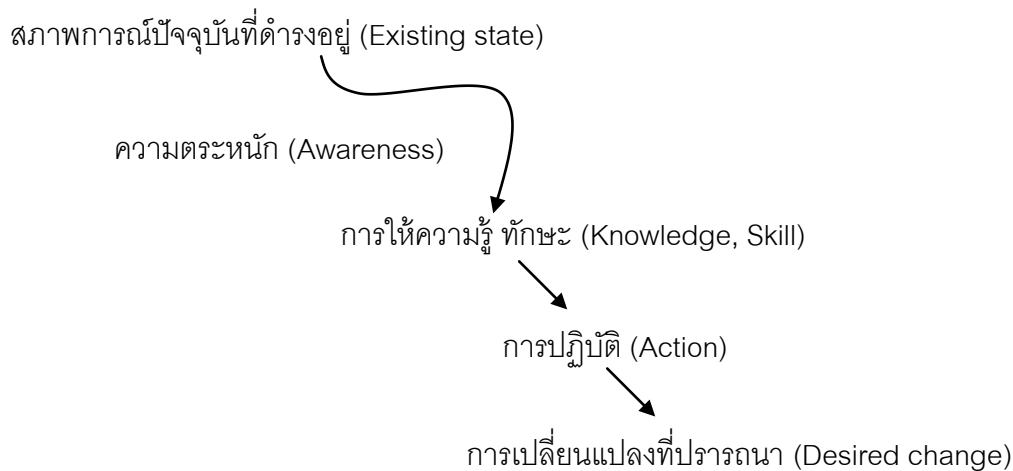 สภาพการณ์ปัจจุบันที่ดำรงอยู่ (Existing state)
ความตระหนัก (Awareness)
การให้ความรู้ ทักษะ (Knowledge, Skill)
การปฏิบัติ (Action)
การเปลี่ยนแปลงที่ปรารถนา (Desired change)